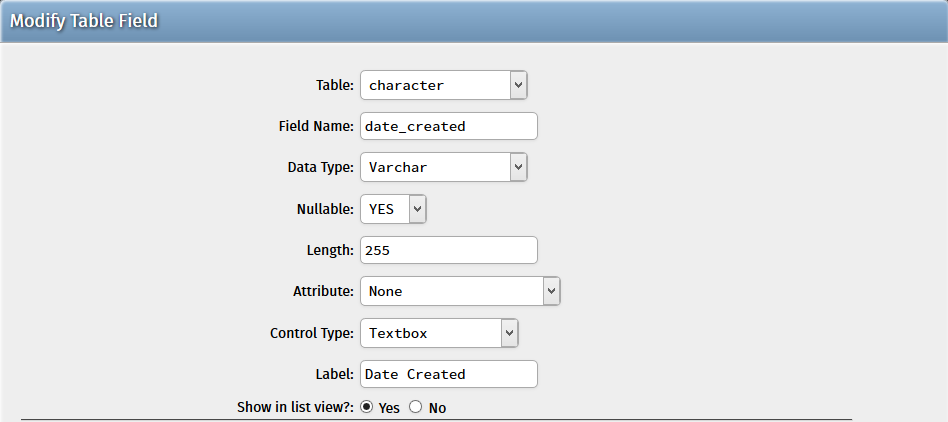 Modify Table Field
Table: character
Field Name: date_created
Data Type: Varchar
Nullable: YES
Length: 255
Attribute: None
Control Type: Textbox
Label: Date Created
Show in list view?: Yes No